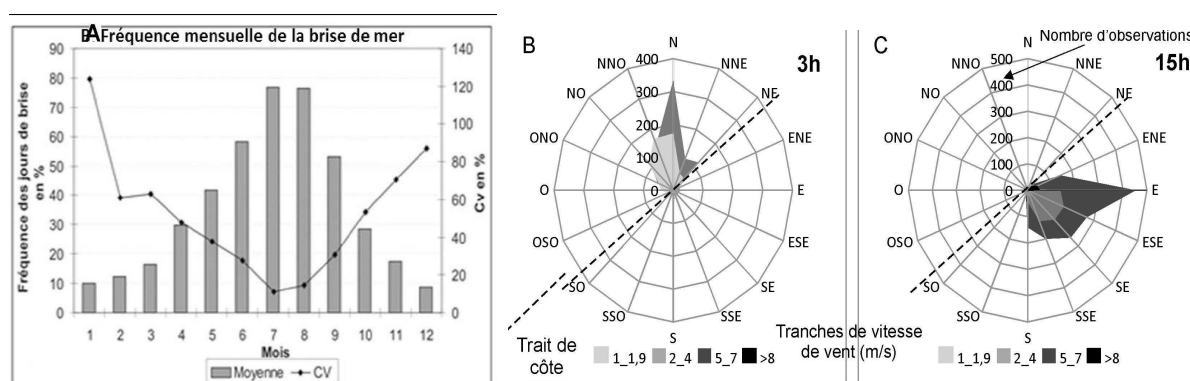 A
B Fréquence mensuelle de la brise de mer
Fréquence des jours de brise
en %
90
80
70
60
50
40
30
20
10
0
140
120
100
80
60
40
20
0
Cv en %
1 2 3 4 5 6 7 8 9 10 11 12
Mois
Moyenne CV
B
3h
N
NNE
NE
ENE
E
ESE
SE
SSE
S
SSO
SO
OSO
O
ONO
NO
NNO
400
300
200
100
0
Trait de
côte
1_1,9 2_4 5_7 >8
Tranches de vitesse
de vent (m/s)
C
Nombre d'observations
15h
N
NNE
NE
ENE
E
ESE
SE
SSE
SSO
SO
OSO
O
ONO
NO
NNO
500
400
300
200
100
0
1_1,9 2_4 5_7 >8